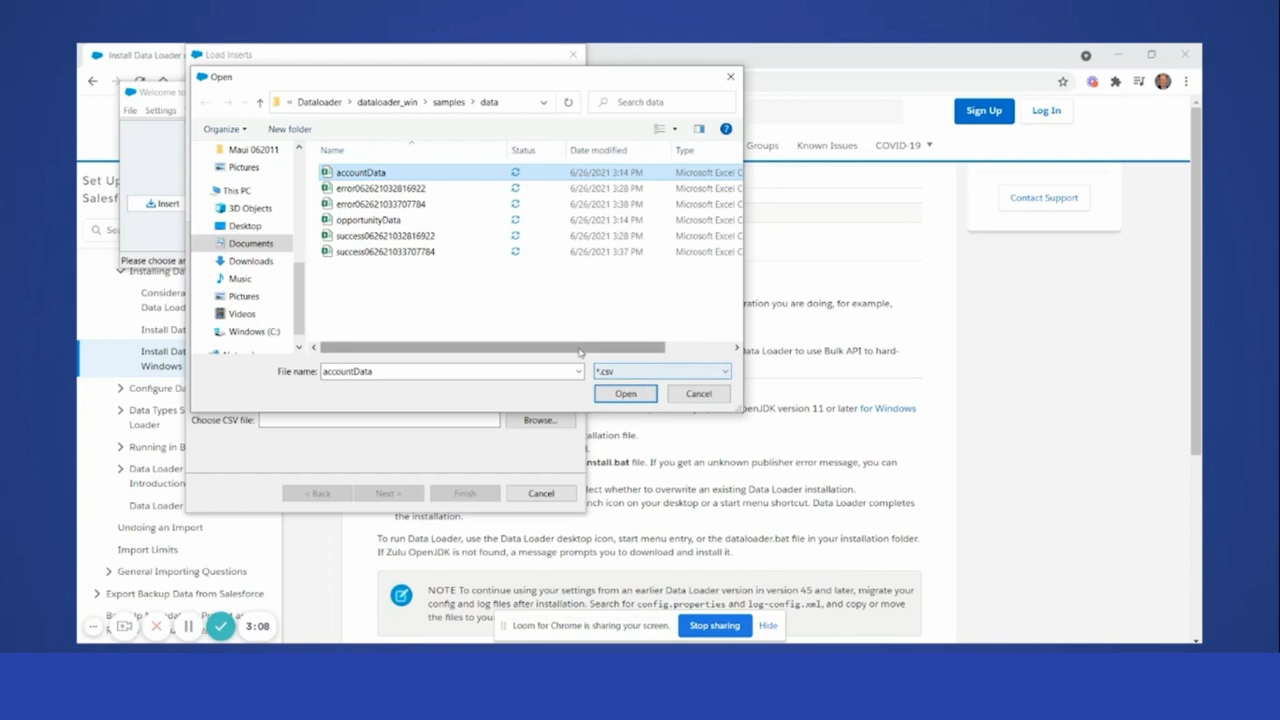 Install Data Loader
Load Inserts
Open
Welcome to
File Settings
« Dataloader > dataloader_win > samples > data
Search data
Sign Up
Log In
Organize
New folder
Groups
Known Issues
COVID-19
Maui 062011
Pictures
This PC
3D Objects
Desktop
Documents
Downloads
Music
Pictures
Videos
Windows (C:)
Name Status Date modified Type
accountData 6/26/2021 3:14 PM Microsoft Excel C
error062621032816922 6/26/2021 3:28 PM Microsoft Excel C
error062621033707784 6/26/2021 3:38 PM Microsoft Excel C
opportunityData 6/26/2021 3:14 PM Microsoft Excel C
success062621032816922 6/26/2021 3:28 PM Microsoft Excel C
success062621033707784 6/26/2021 3:37 PM Microsoft Excel C
File name: accountData
*.csv
Open
Cancel
Choose CSV file:
Browse...
< Back
Next >
Finish
Cancel
Set Up
Salesfo
Insert
Sea
Please choose an
Installing Da
Considera
Data Load
Install Dat
Install Dat
Windows
Configure Da
Data Types S
Loader
Running in B
Data Loader
Introduction
Data Loader
Undoing an Import
Import Limits
General Importing Questions
Export Backup Data from Salesforce
Contact Support
ration you are doing, for example,
Data Loader to use Bulk API to hard-
enJDK version 11 or later for Windows
allation file.
nstall.bat file. If you get an unknown publisher error message, you can
lect whether to overwrite an existing Data Loader installation.
nch icon on your desktop or a start menu shortcut. Data Loader completes
the installation.
To run Data Loader, use the Data Loader desktop icon, start menu entry, or the dataloader.bat file in your installation folder.
If Zulu OpenJDK is not found, a message prompts you to download and install it.
NOTE To continue using your settings from an earlier Data Loader version in version 45 and later, migrate your
config and log files after installation. Search for config.properties and log-config.xml, and copy or move
the files to you
3:08
Loom for Chrome is sharing your screen.
Stop sharing
Hide